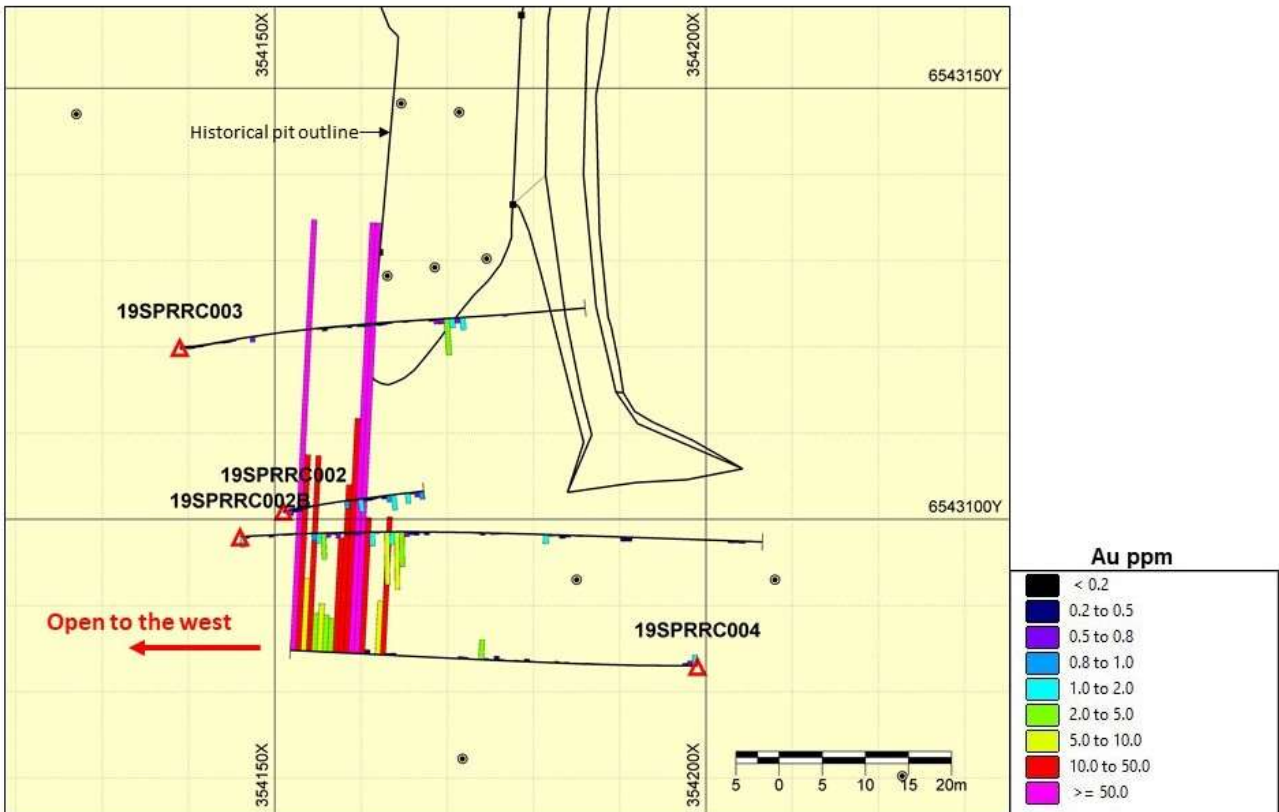 354150X
354200X
6543150Y
Historical pit outline
19SPRRC003
19SPRRC002
19SPRRC002B
6543100Y
Open to the west
19SPRRC004
354150X
354200X
5 0 5 10 15 20m
Au ppm
< 0.2
0.2 to 0.5
0.5 to 0.8
0.8 to 1.0
1.0 to 2.0
2.0 to 5.0
5.0 to 10.0
10.0 to 50.0
>= 50.0